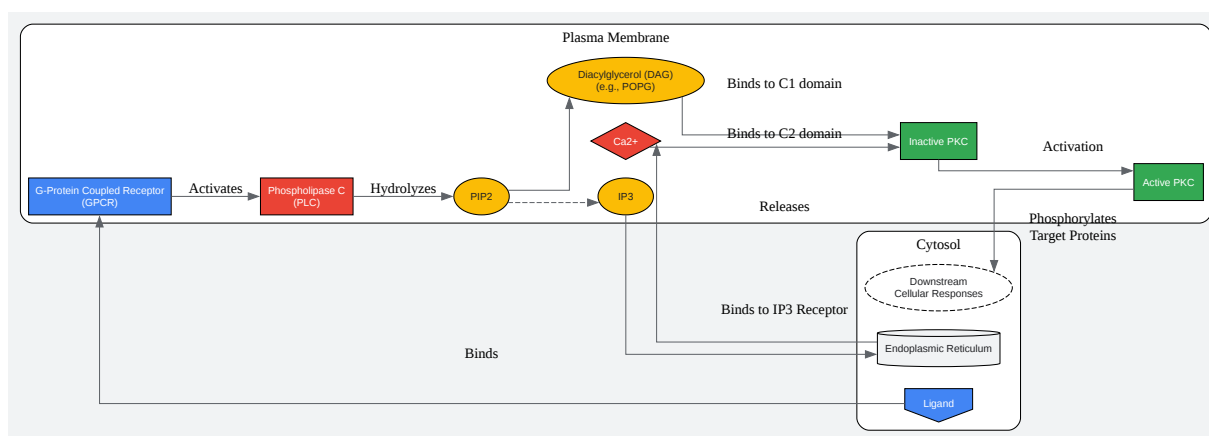 Plasma Membrane
Diacylglycerol (DAG)
(e.g., POPG)
Binds to C1 domain
Ca2+
Binds to C2 domain
Inactive PKC
Activation
G-Protein Coupled Receptor
(GPCR)
Activates
Phospholipase C
(PLC)
Hydrolyzes
PIP2
IP3
Active PKC
Releases
Phosphorylates
Target Proteins
Cytosol
Downstream
Cellular Responses
Binds to IP3 Receptor
Endoplasmic Reticulum
Binds
Ligand